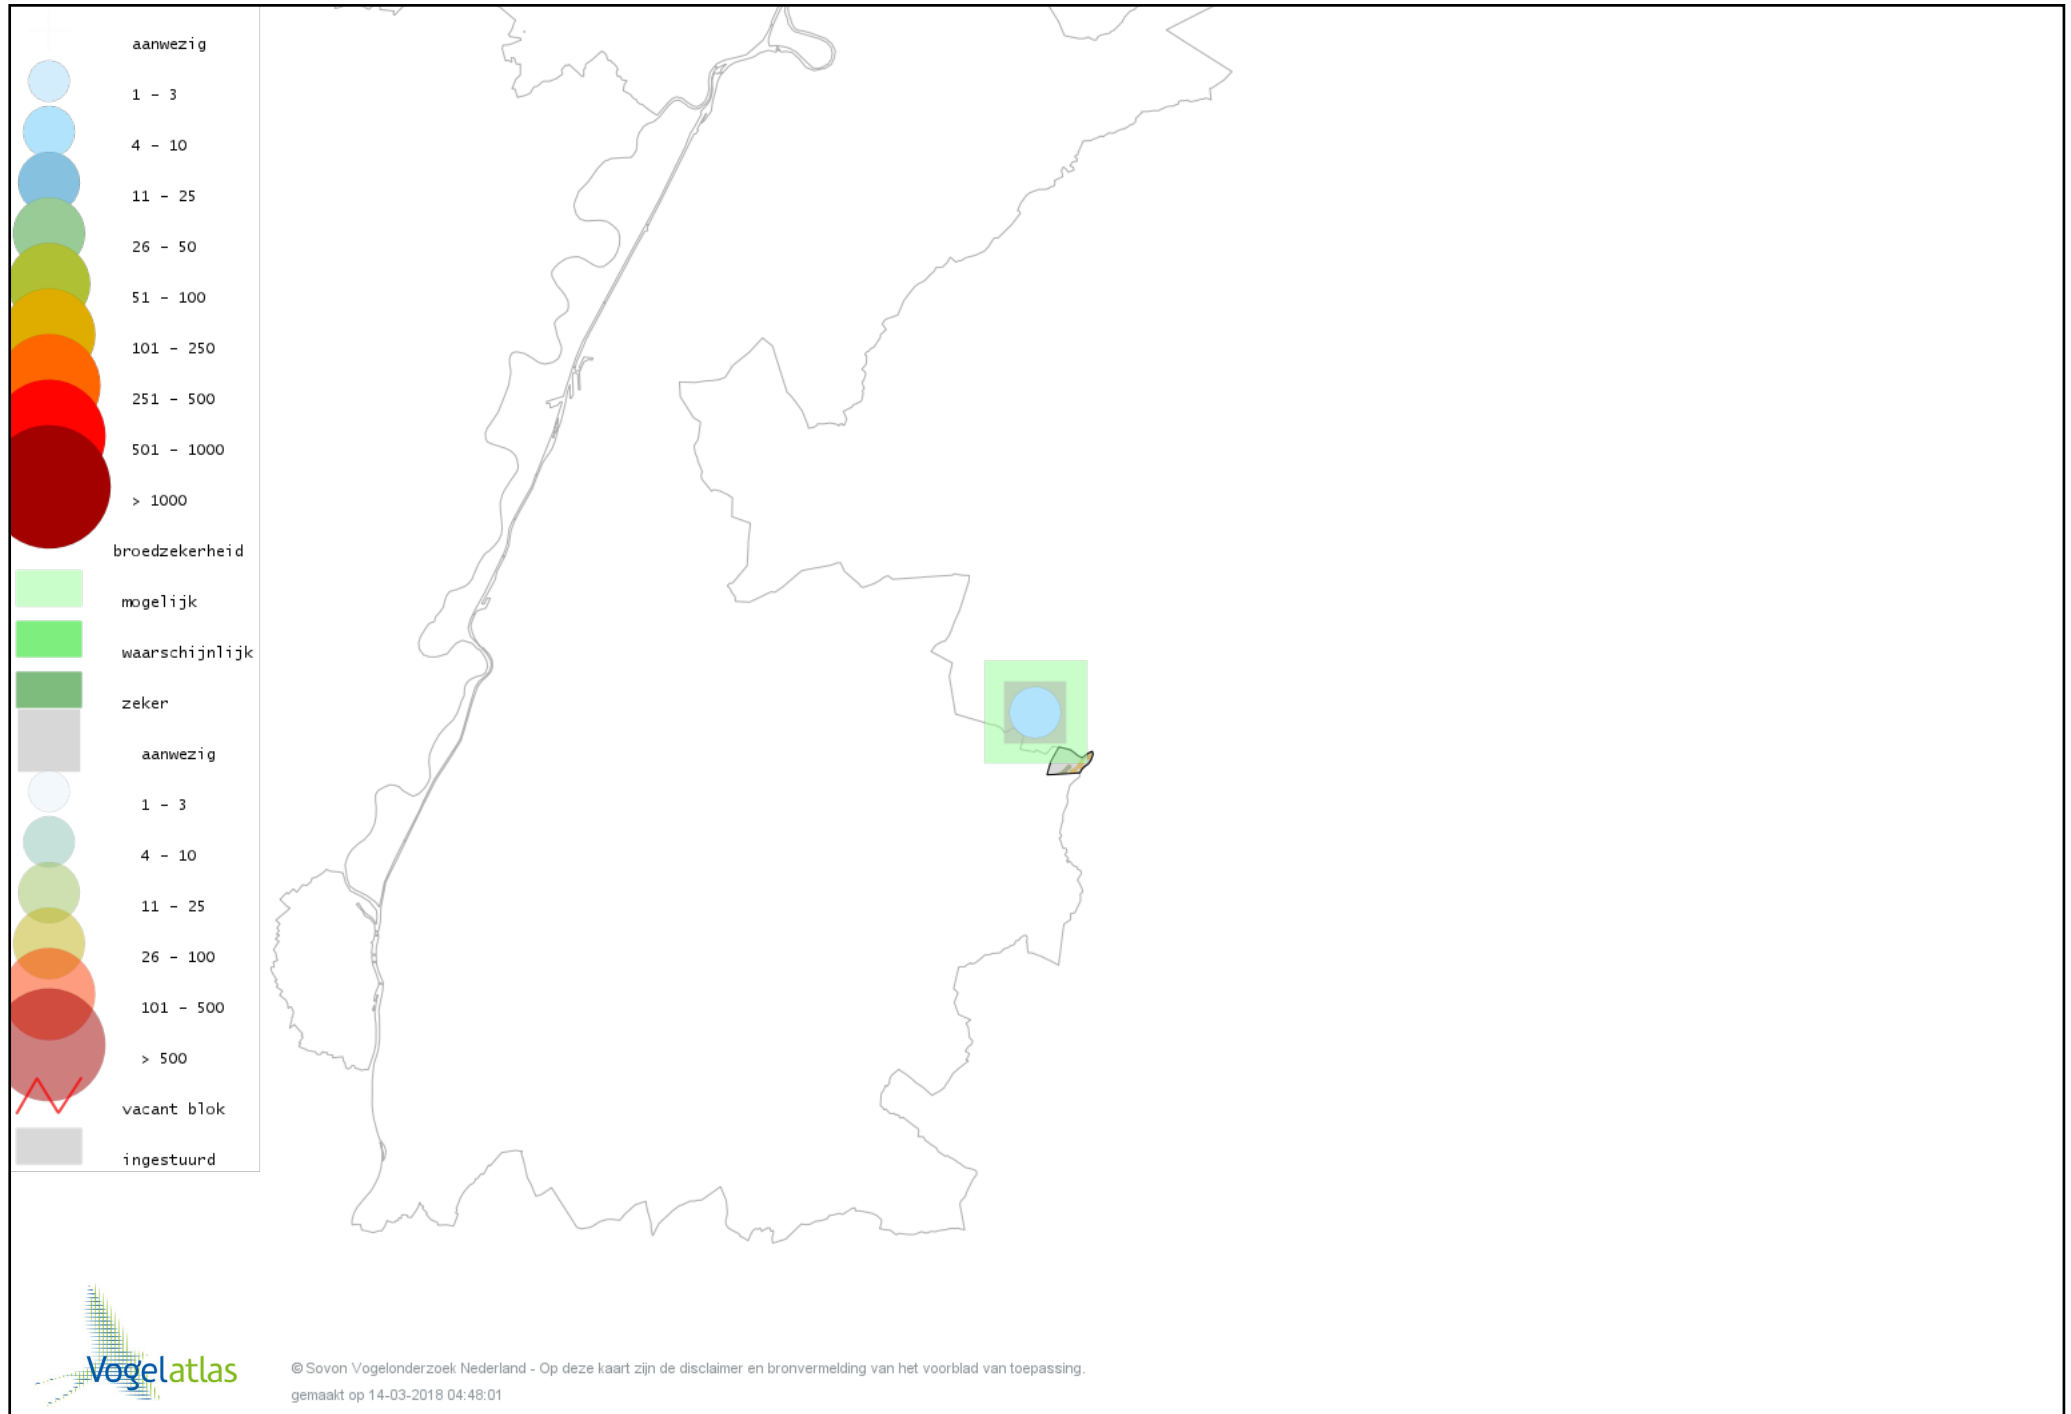 aanwezig
1 - 3
4 - 10
11 - 25
26 - 50
51 - 100
101 - 250
251 - 500
501 - 1000
> 1000
broedzekerheid
mogelijk
waarschijnlijk
zeker
aanwezig
1 - 3
4 - 10
11 - 25
26 - 100
101 - 500
> 500
vacant blok
ingestuurd
Vogelatlas
© Sovon Vogelonderzoek Nederland - Op deze kaart zijn de disclaimer en bronvermelding van het voorblad van toepassing.
gemaakt op 14-03-2018 04:48:01